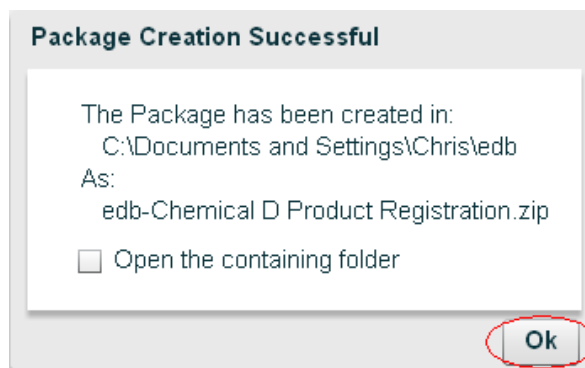 Package Creation Successful
The Package has been created in:
C:\Documents and Settings\Chris\edb
As:
edb-Chemical D Product Registration.zip
Open the containing folder
Ok